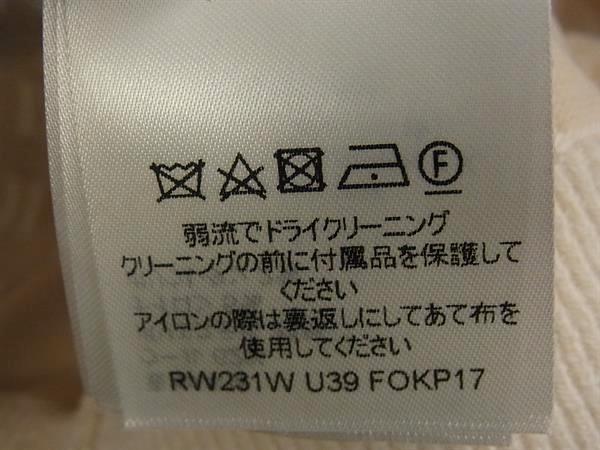 F
弱流でドライクリーニング
クリーニングの前に付属品を保護して
ください
アイロンの際は裏返しにしてあて布を
使用してください
RW231W U39 FOKP17